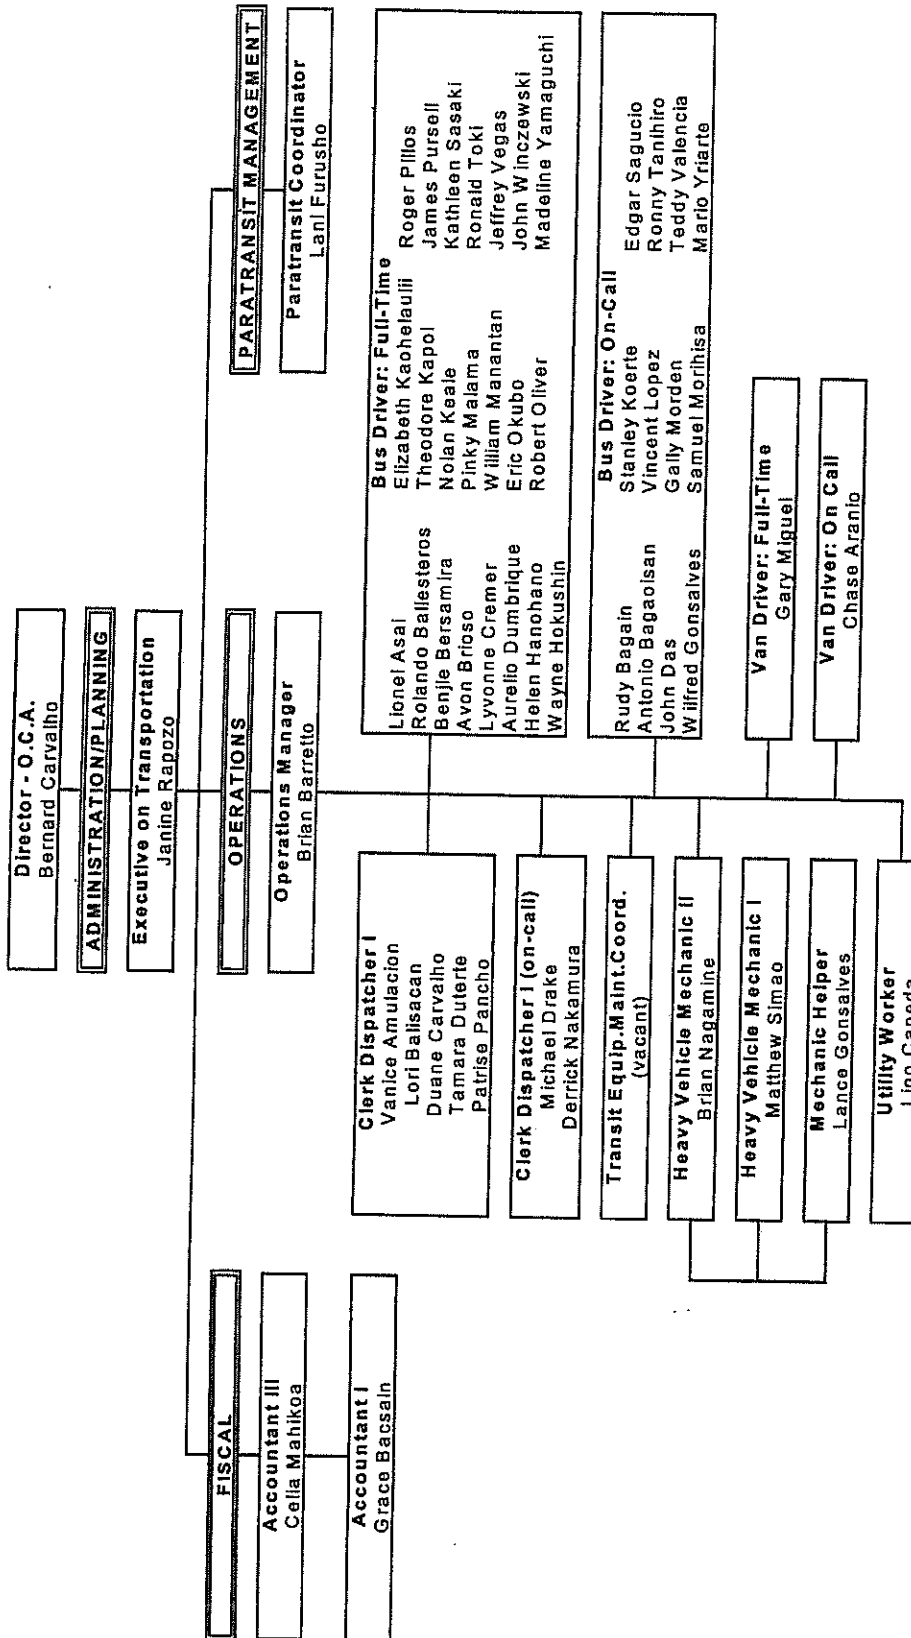 Director - O.C.A.
Bernard Carvalho
ADMINISTRATION/PLANNING
Executive on Transportation
Janine Rapozo
FISCAL
Accountant III
Celia Mahikoa
Accountant I
Grace Bacsain
OPERATIONS
Operations Manager
Brian Barretto
PARATRANSIT MANAGEMENT
Paratransit Coordinator
Lani Furusho
Clerk Dispatcher I
Vanice Amulacion
Lori Balisacan
Duane Carvalho
Tamara Duterte
Patrise Pancho
Clerk Dispatcher I (on-call)
Michael Drake
Derrick Nakamura
Transit Equip.Maint.Coord.
(vacant)
Heavy Vehicle Mechanic II
Brian Nagamine
Heavy Vehicle Mechanic I
Matthew Simao
Mechanic Helper
Lance Gonsalves
Utility Worker
Bus Driver: Full-Time
Lionel Asai
Rolando Ballesteros
Benjie Bersamira
Avon Brioso
Lyvonne Cremer
Aurelio Dumbrique
Helen Hanohano
Wayne Hokushin
Elizabeth Kaohelaulii
Theodore Kapol
Nolan Keale
Pinky Malama
William Manantan
Eric Okubo
Robert Oliver
Roger Pillos
James Pursell
Kathleen Sasaki
Ronald Toki
Jeffrey Vegas
John Winczewski
Madeline Yamaguchi
Bus Driver: On-Call
Rudy Bagain
Antonio Bagaoisan
John Das
Wilfred Gonsalves
Stanley Koerte
Vincent Lopez
Gally Morden
Samuel Morihisa
Edgar Sagucio
Ronny Tanihiro
Teddy Valencia
Mario Yriarte
Van Driver: Full-Time
Gary Miguel
Van Driver: On Call
Chase Aranio